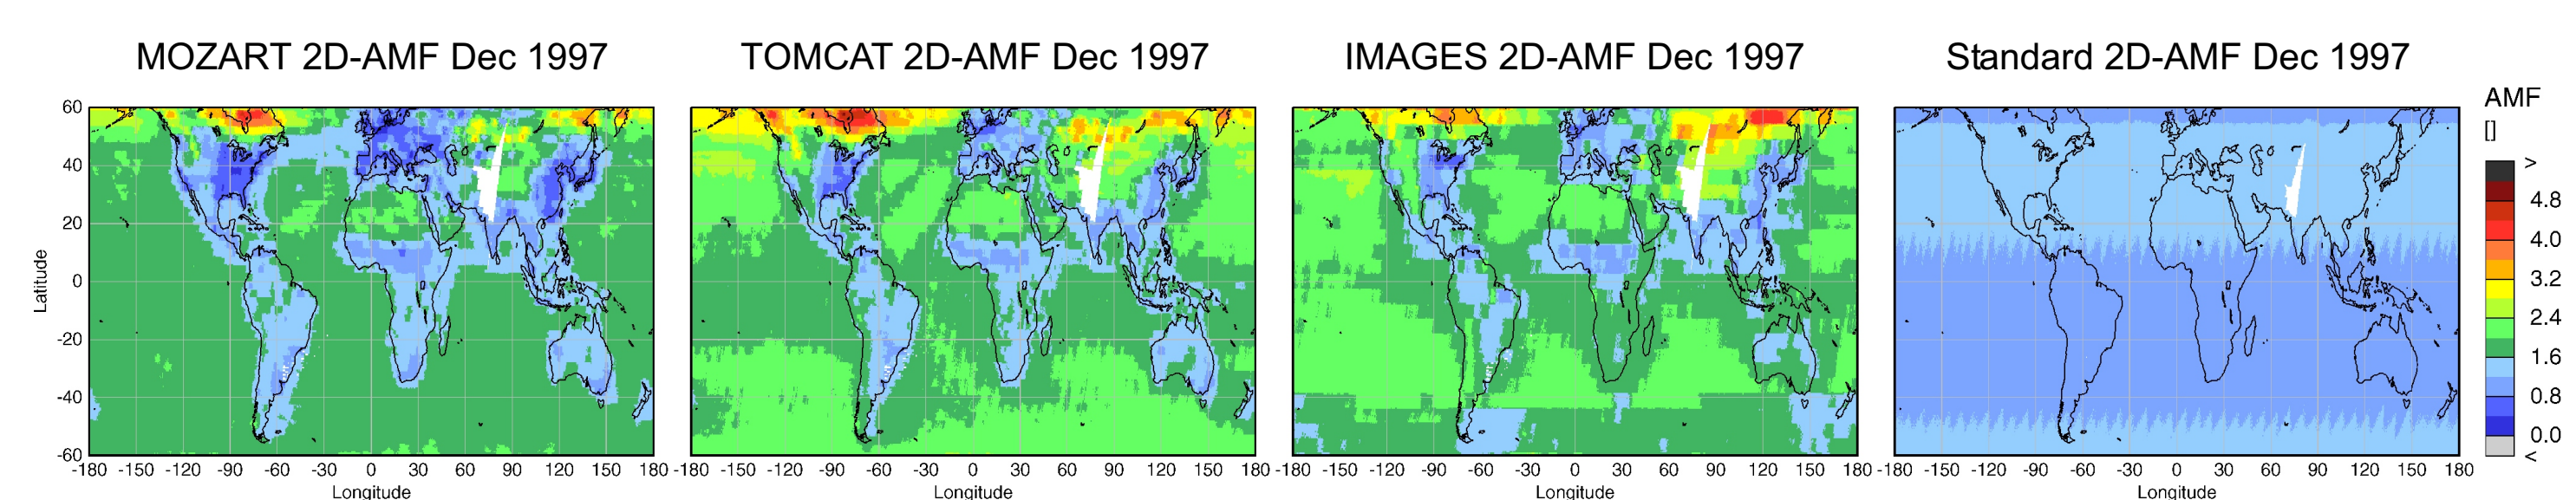 MOZART 2D-AMF Dec 1997
TOMCAT 2D-AMF Dec 1997
IMAGES 2D-AMF Dec 1997
Standard 2D-AMF Dec 1997
AMF
[]
>
4.8
4.0
3.2
2.4
1.6
0.8
0.0
<
Latitude
60
40
20
0
-20
-40
-60
-180 -150 -120 -90 -60 -30 0 30 60 90 120 150 180
-180 -150 -120 -90 -60 -30 0 30 60 90 120 150 180
-180 -150 -120 -90 -60 -30 0 30 60 90 120 150 180
-180 -150 -120 -90 -60 -30 0 30 60 90 120 150 180
Longitude
Longitude
Longitude
Longitude